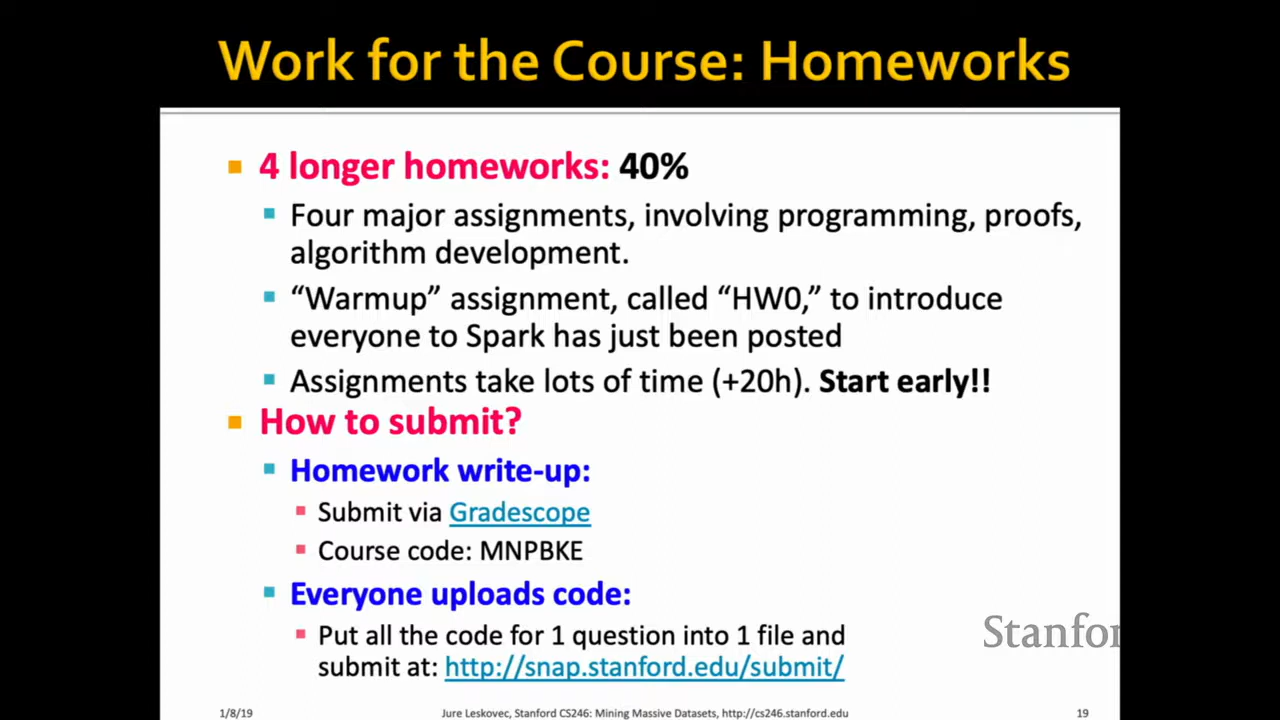 Work for the Course: Homeworks
4 longer homeworks: 40%
Four major assignments, involving programming, proofs,
algorithm development.
“Warmup” assignment, called “HW0,” to introduce
everyone to Spark has just been posted
Assignments take lots of time (+20h). Start early!!
How to submit?
Homework write-up:
Submit via Gradescope
Course code: MNPBKE
Everyone uploads code:
Put all the code for 1 question into 1 file and
submit at: http://snap.stanford.edu/submit/
Stanfor
1/8/19 Jure Leskovec, Stanford CS246: Mining Massive Datasets, http://cs246.stanford.edu 19